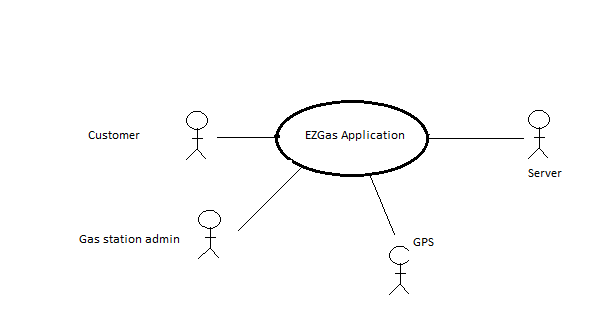 Customer
EZGas Application
Server
Gas station admin
GPS